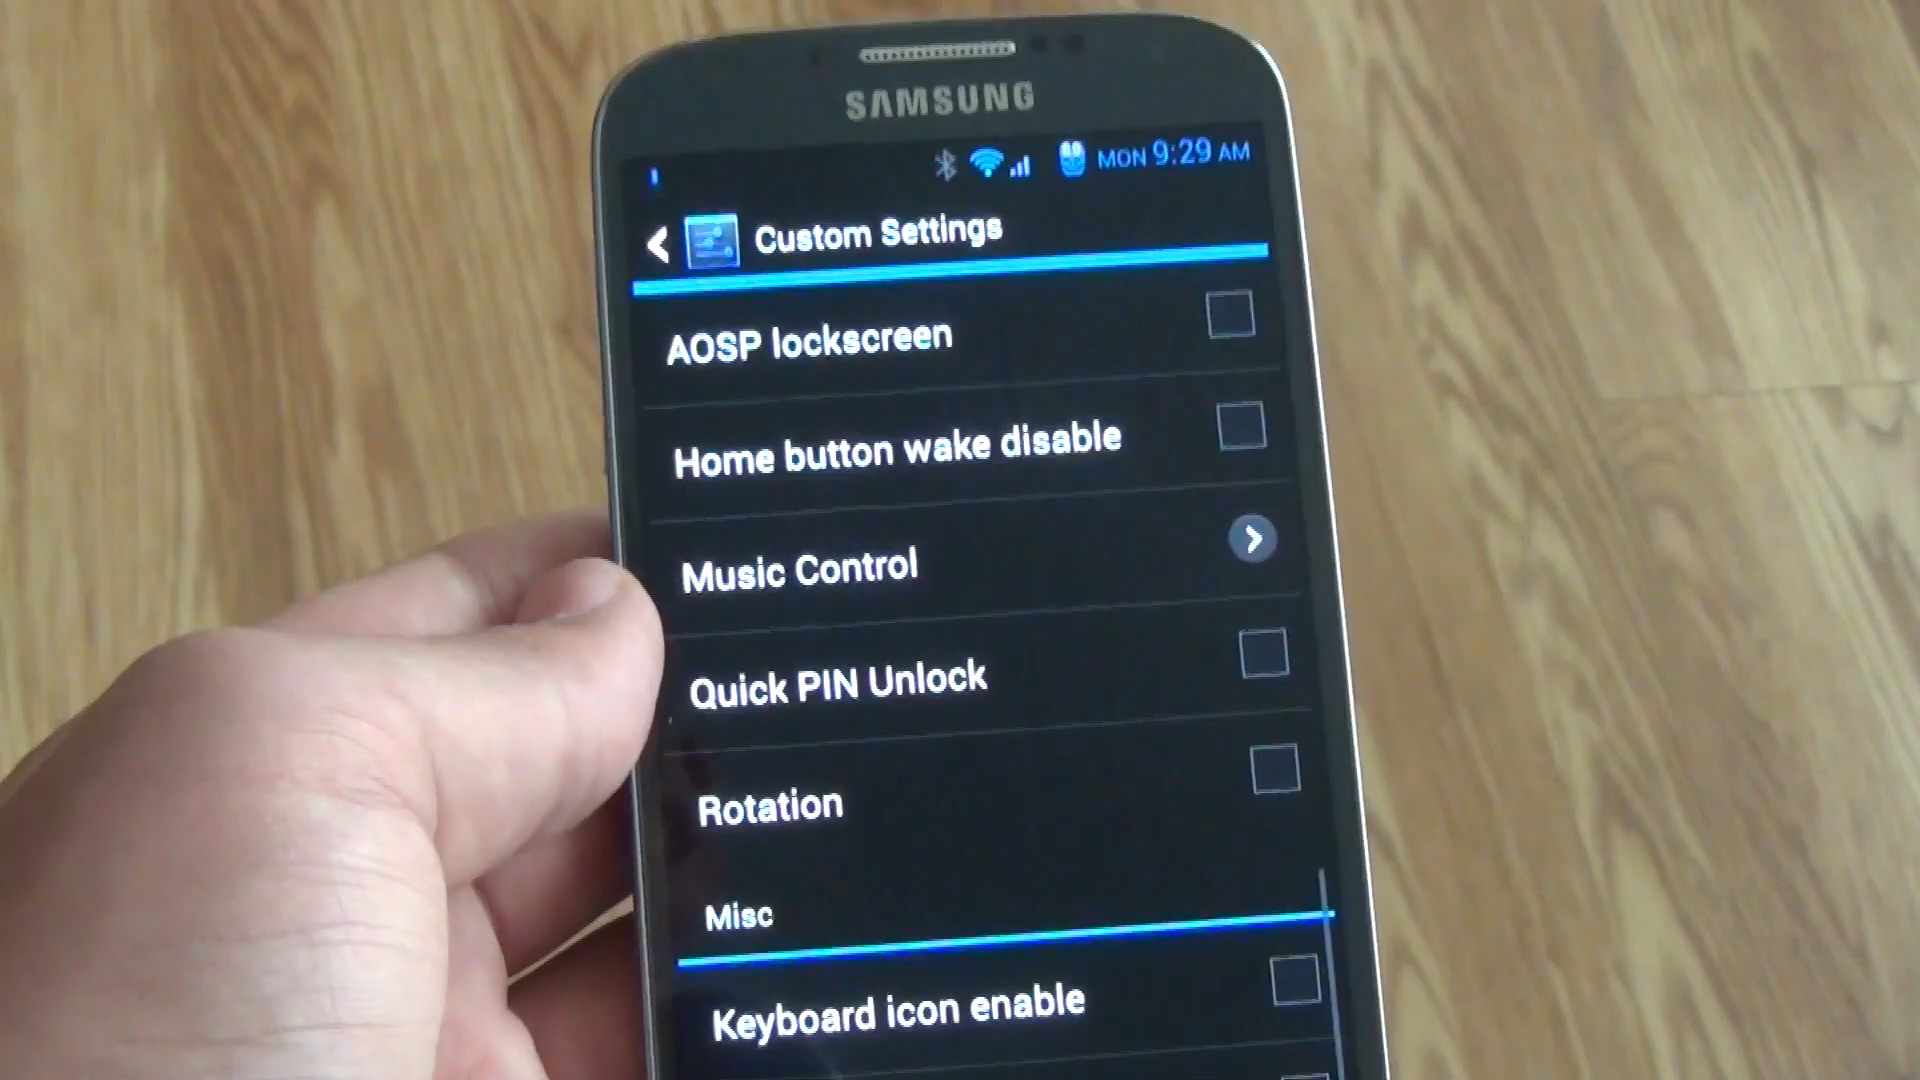 SAMSUNG
MON 9:29 AM
Custom Settings
AOSP lockscreen
Home button wake disable
Music Control
Quick PIN Unlock
Rotation
Misc
Keyboard icon enable